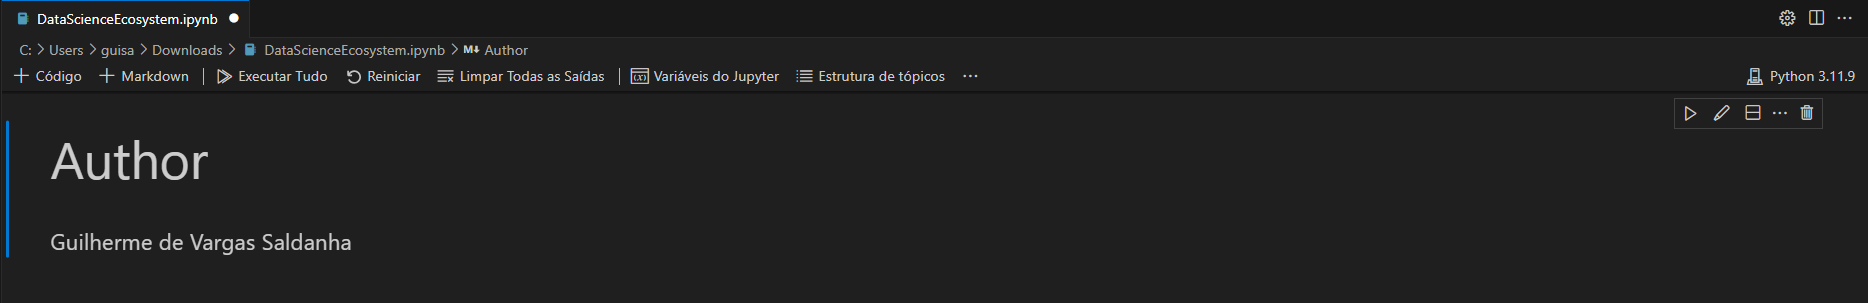 DataScienceEcosystem.ipynb
C: > Users > guisa > Downloads > DataScienceEcosystem.ipynb > M↓ Author
+ Código + Markdown | Executar Tudo Reiniciar Limpar Todas as Saídas | Variáveis do Jupyter Estrutura de tópicos ... Python 3.11.9
Author
Guilherme de Vargas Saldanha